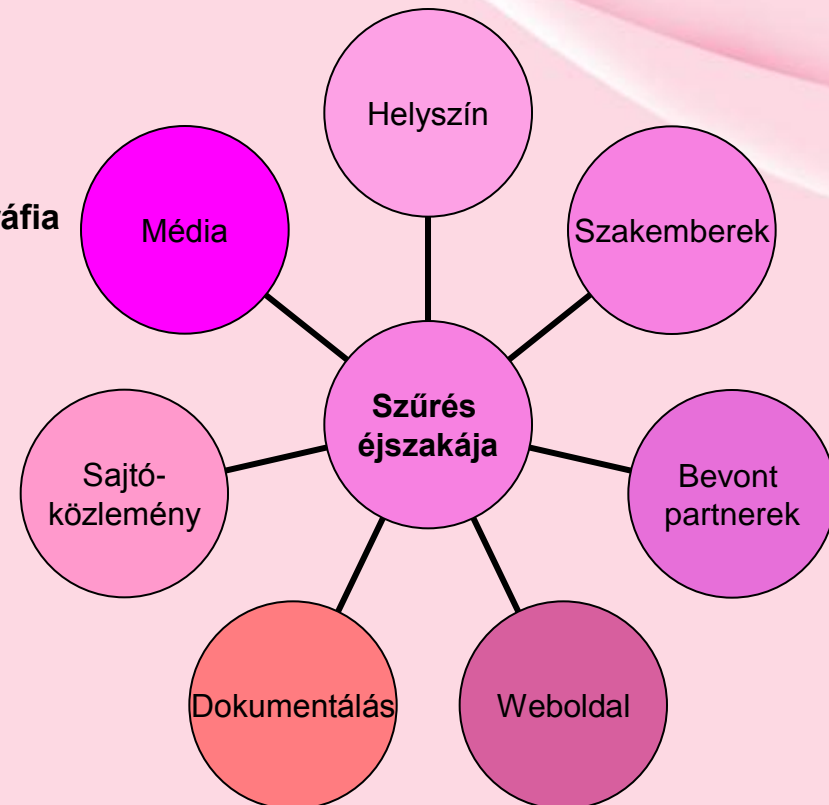 Helyszín
áfia
Média
Szakemberek
Szűrés
éjszakája
Sajtó-
közlemény
Bevont
partnerek
Dokumentálás
Weboldal